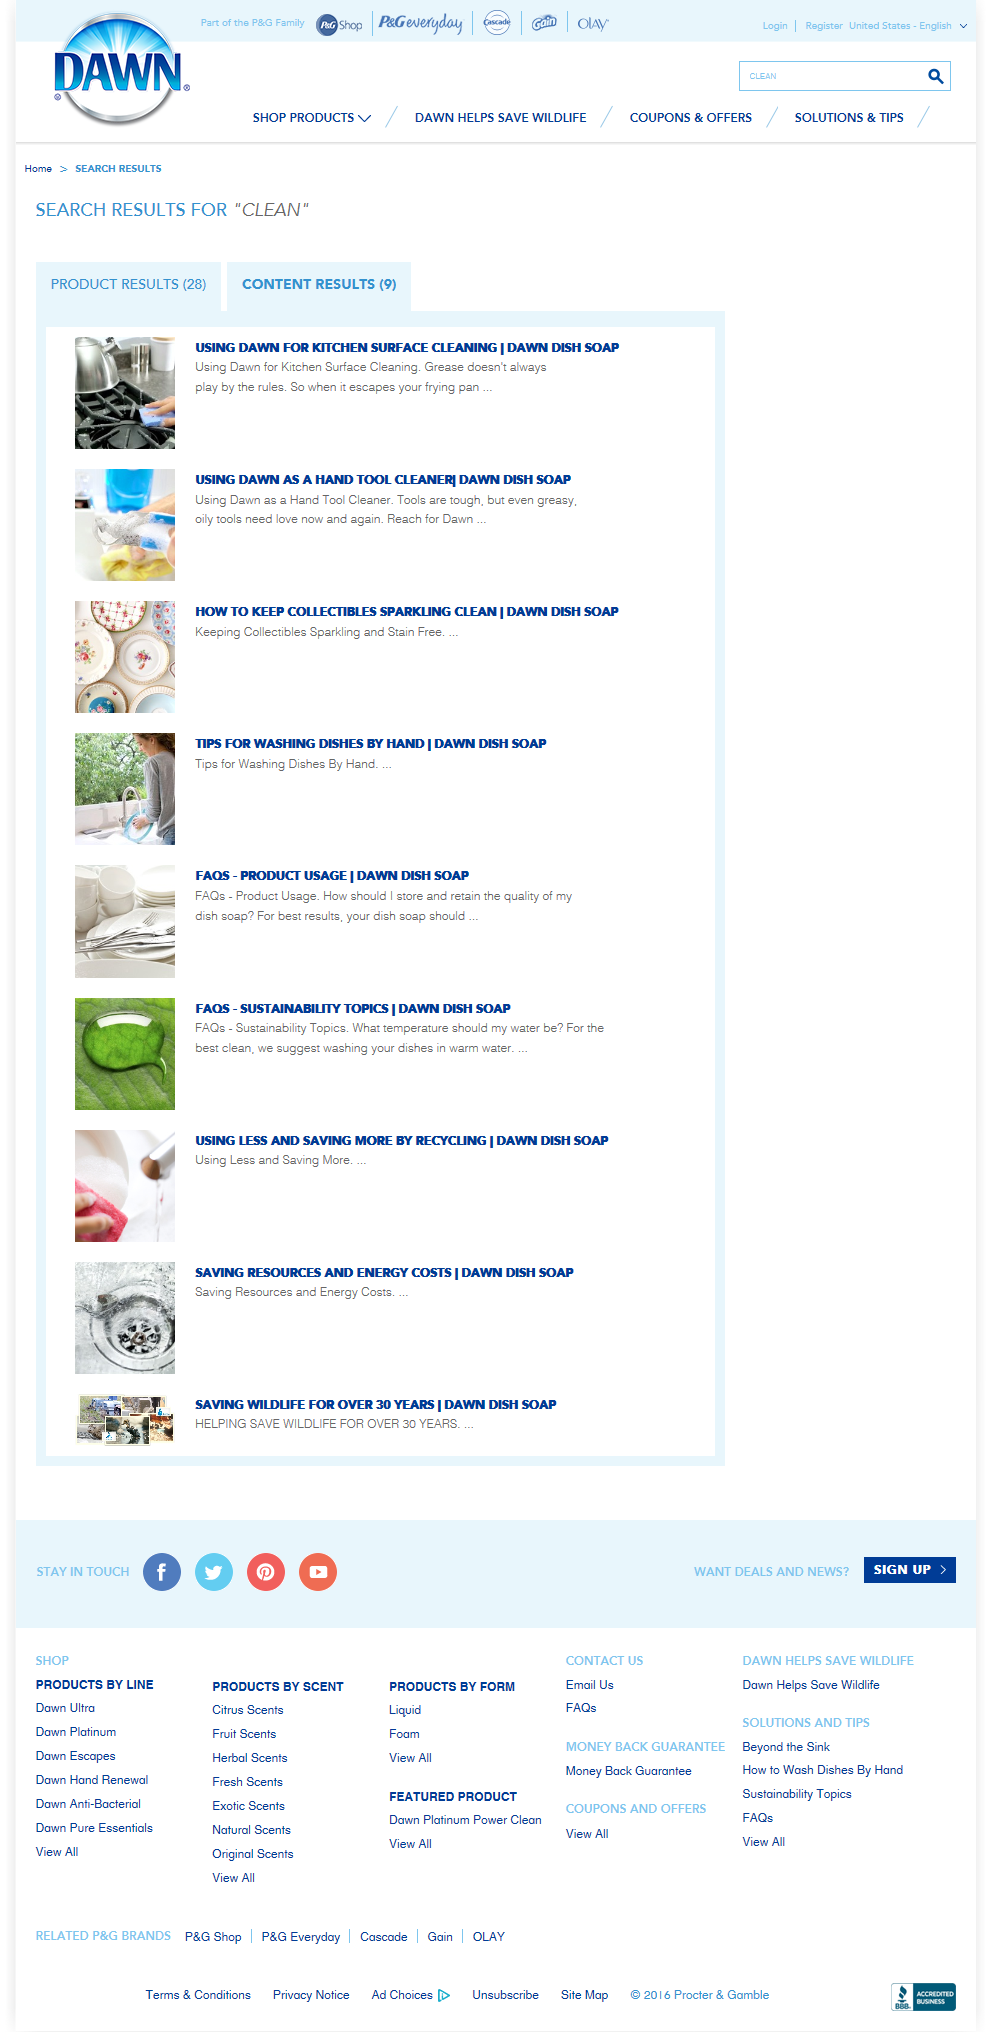 Part of the P&G Family
P&G Shop
P&G everyday
Cascade
Gain
OLAY
Login
Register
United States - English
DAWN
CLEAN
SHOP PRODUCTS
DAWN HELPS SAVE WILDLIFE
COUPONS & OFFERS
SOLUTIONS & TIPS
Home > SEARCH RESULTS
SEARCH RESULTS FOR "CLEAN"
PRODUCT RESULTS (28)
CONTENT RESULTS (9)
USING DAWN FOR KITCHEN SURFACE CLEANING | DAWN DISH SOAP
Using Dawn for Kitchen Surface Cleaning. Grease doesn't always
play by the rules. So when it escapes your frying pan ...
USING DAWN AS A HAND TOOL CLEANER| DAWN DISH SOAP
Using Dawn as a Hand Tool Cleaner. Tools are tough, but even greasy,
oily tools need love now and again. Reach for Dawn ...
HOW TO KEEP COLLECTIBLES SPARKLING CLEAN | DAWN DISH SOAP
Keeping Collectibles Sparkling and Stain Free. ...
TIPS FOR WASHING DISHES BY HAND | DAWN DISH SOAP
Tips for Washing Dishes By Hand. ...
FAQS - PRODUCT USAGE | DAWN DISH SOAP
FAQs - Product Usage. How should I store and retain the quality of my
dish soap? For best results, your dish soap should ...
FAQS - SUSTAINABILITY TOPICS | DAWN DISH SOAP
FAQs - Sustainability Topics. What temperature should my water be? For the
best clean, we suggest washing your dishes in warm water. ...
USING LESS AND SAVING MORE BY RECYCLING | DAWN DISH SOAP
Using Less and Saving More. ...
SAVING RESOURCES AND ENERGY COSTS | DAWN DISH SOAP
Saving Resources and Energy Costs. ...
SAVING WILDLIFE FOR OVER 30 YEARS | DAWN DISH SOAP
HELPING SAVE WILDLIFE FOR OVER 30 YEARS. ...
STAY IN TOUCH
WANT DEALS AND NEWS?
SIGN UP >
SHOP
PRODUCTS BY LINE
Dawn Ultra
Dawn Platinum
Dawn Escapes
Dawn Hand Renewal
Dawn Anti-Bacterial
Dawn Pure Essentials
View All
PRODUCTS BY SCENT
Citrus Scents
Fruit Scents
Herbal Scents
Fresh Scents
Exotic Scents
Natural Scents
Original Scents
View All
PRODUCTS BY FORM
Liquid
Foam
View All
FEATURED PRODUCT
Dawn Platinum Power Clean
View All
CONTACT US
Email Us
FAQs
MONEY BACK GUARANTEE
Money Back Guarantee
COUPONS AND OFFERS
View All
DAWN HELPS SAVE WILDLIFE
Dawn Helps Save Wildlife
SOLUTIONS AND TIPS
Beyond the Sink
How to Wash Dishes By Hand
Sustainability Topics
FAQs
View All
RELATED P&G BRANDS
P&G Shop
P&G Everyday
Cascade
Gain
OLAY
Terms & Conditions
Privacy Notice
Ad Choices
Unsubscribe
Site Map
© 2016 Procter & Gamble
BBB.
ACCREDITED
BUSINESS